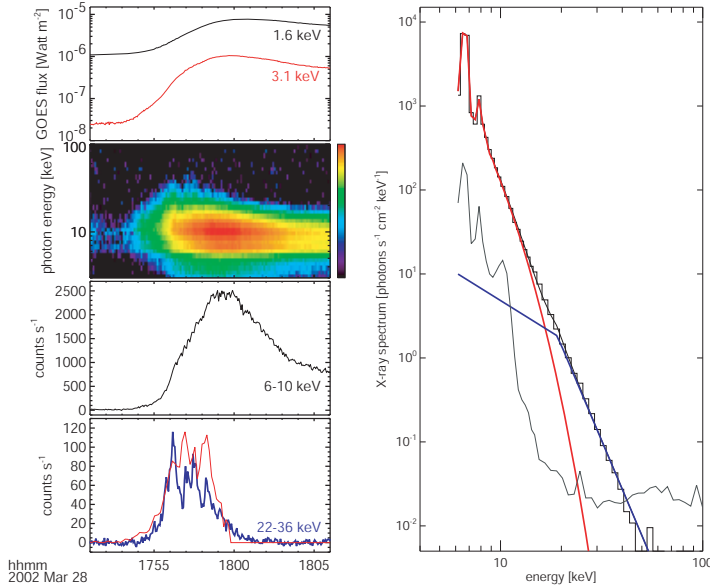 GOES flux [Watt m⁻²]
10⁻⁵
10⁻⁶
10⁻⁷
10⁻⁸
1.6 keV
3.1 keV
photon energy [keV]
100
10
counts s⁻¹
2500
2000
1500
1000
500
0
6-10 keV
counts s⁻¹
120
100
80
60
40
20
0
22-36 keV
1755
1800
1805
hhmm
2002 Mar 28
X-ray spectrum [photons s⁻¹ cm⁻² keV⁻¹]
10⁴
10³
10²
10¹
10⁰
10⁻¹
10⁻²
10
100
energy [keV]